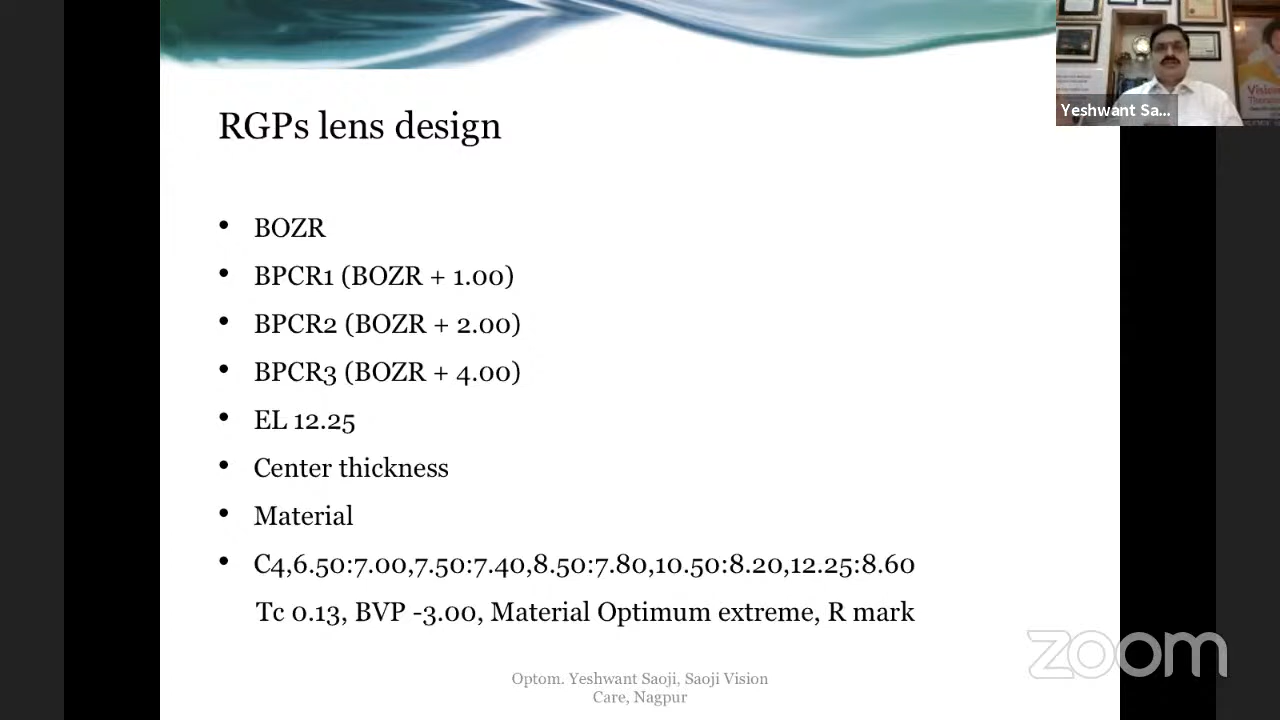 Yeshwant Sa...
RGPs lens design
• BOZR
• BPCR1 (BOZR + 1.00)
• BPCR2 (BOZR + 2.00)
• BPCR3 (BOZR + 4.00)
• EL 12.25
• Center thickness
• Material
• C4,6.50:7.00,7.50:7.40,8.50:7.80,10.50:8.20,12.25:8.60
Tc 0.13, BVP -3.00, Material Optimum extreme, R mark
zoom
Optom. Yeshwant Saoji, Saoji Vision
Care, Nagpur